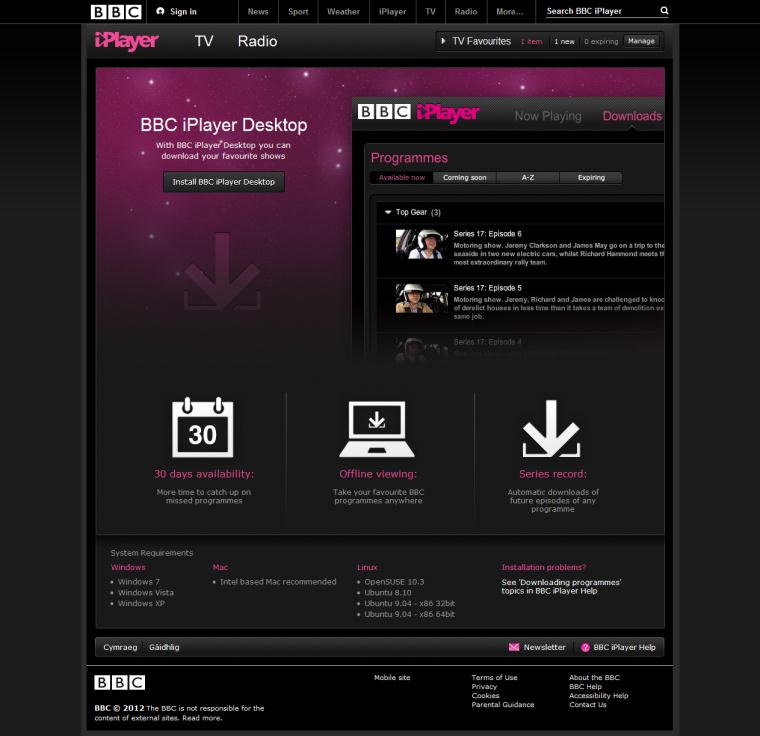 BBC Sign in News Sport Weather iPlayer TV Radio More... Search BBC iPlayer
iPlayer TV Radio TV Favourites 1 item 1 new 0 expiring Manage
BBC iPlayer Now Playing Downloads
BBC iPlayer Desktop
With BBC iPlayer Desktop you can
download your favourite shows
Install BBC iPlayer Desktop
Programmes
Available now Coming soon A-Z Expiring
Top Gear (3)
Series 17: Episode 6
Motoring show. Jeremy Clarkson and James May go on a trip to the
seaside in two new electric cars, whilst Richard Hammond meets th
most extraordinary rally team.
Series 17: Episode 5
Motoring show. Jeremy, Richard and James are challenged to knoc
of derelict houses in less time than it takes a team of demolition ex
same job.
Series 17: Episode 4
30
30 days availability:
More time to catch up on
missed programmes
Offline viewing:
Take your favourite BBC
programmes anywhere
Series record:
Automatic downloads of
future episodes of any
programme
System Requirements
Windows
• Windows 7
• Windows Vista
• Windows XP
Mac
• Intel based Mac recommended
Linux
• OpenSUSE 10.3
• Ubuntu 8.10
• Ubuntu 9.04 - x86 32bit
• Ubuntu 9.04 - x86 64bit
Installation problems?
See 'Downloading programmes'
topics in BBC iPlayer Help
Cymraeg Gàidhlig Newsletter ? BBC iPlayer Help
BBC
BBC © 2012 The BBC is not responsible for the
content of external sites. Read more.
Mobile site
Terms of Use
Privacy
Cookies
Parental Guidance
About the BBC
BBC Help
Accessibility Help
Contact Us